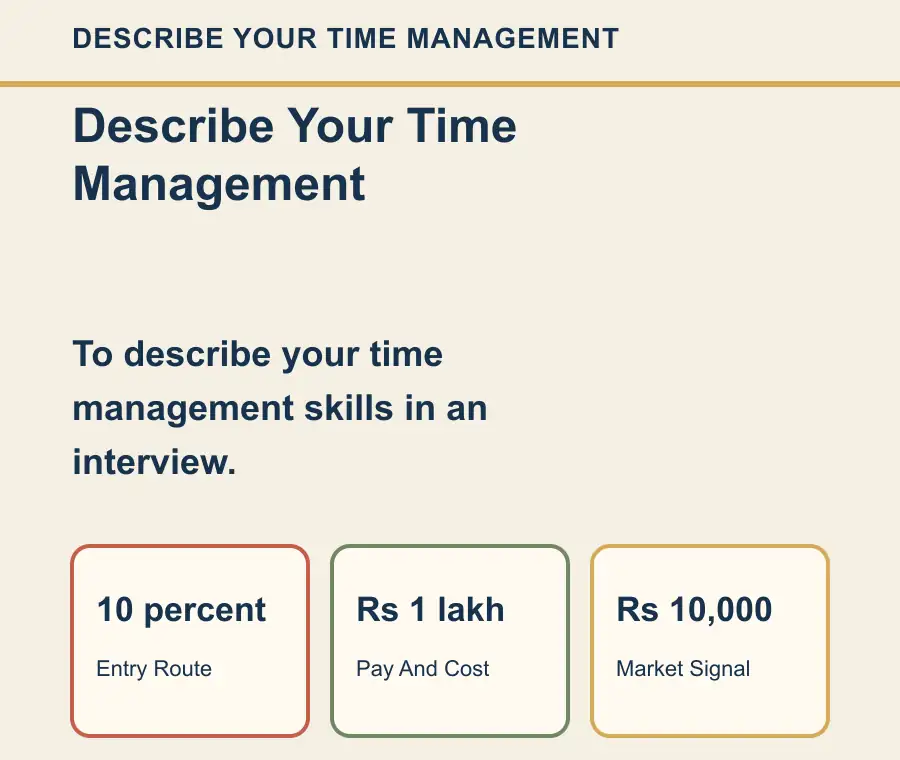 DESCRIBE YOUR TIME MANAGEMENT
Describe Your Time
Management
To describe your time
management skills in an
interview.
10 percent
Entry Route
Rs 1 lakh
Pay And Cost
Rs 10,000
Market Signal